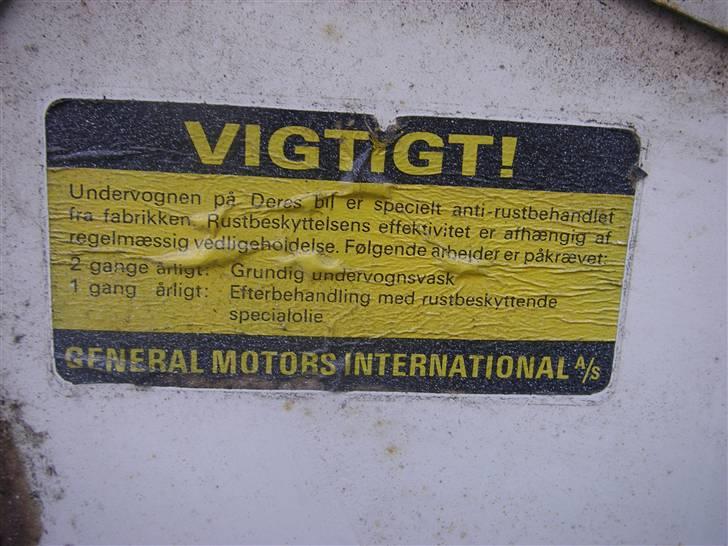 VIGTIGT!
Undervognen på Deres bil er specielt anti-rustbehandlet
fra fabrikken. Rustbeskyttelsens effektivitet er afhængig af
regelmæssig vedligeholdelse. Følgende arbejder er påkrævet:
2 gange årligt: Grundig undervognsvask
1 gang årligt: Efterbehandling med rustbeskyttende
specialolie
GENERAL MOTORS INTERNATIONAL A/S